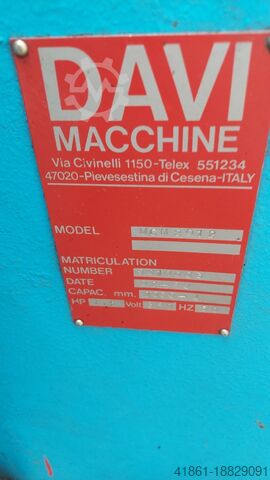 DAVI
MACCHINE
Via Civinelli 1150-Telex 551234
47020-Pievesestina di Cesena-ITALY
MODEL
MATRICULATION
NUMBER
DATE
CAPAC. mm.
HP Volt HZ
41861-18829091